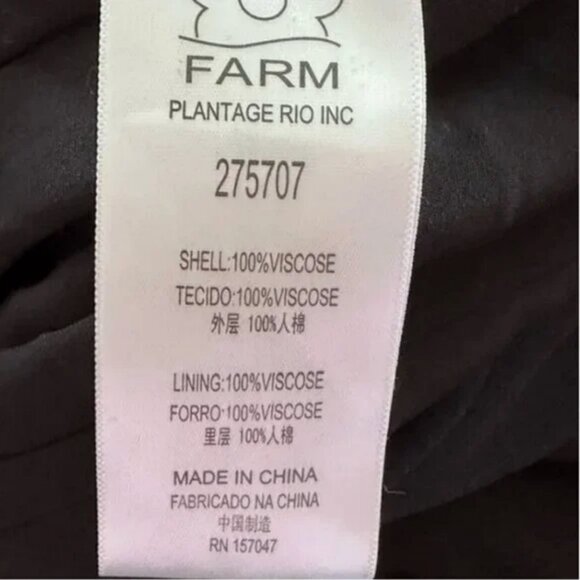 FARM
PLANTAGE RIO INC
275707
SHELL:100%VISCOSE
TECIDO:100%VISCOSE
外层 100%人棉
LINING:100%VISCOSE
FORRO:100%VISCOSE
里层 100%人棉
MADE IN CHINA
FABRICADO NA CHINA
中国制造
RN 157047